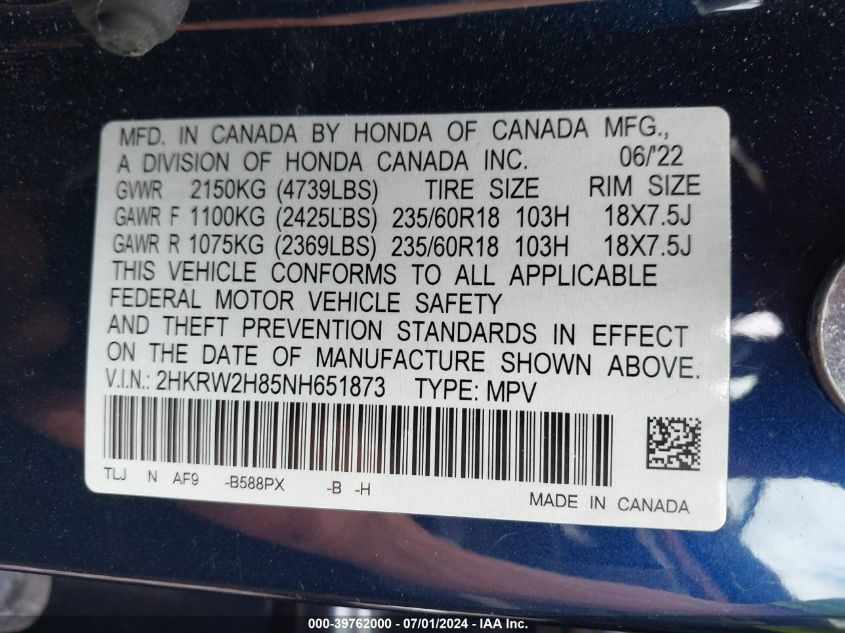 MFD. IN CANADA BY HONDA OF CANADA MFG.,
A DIVISION OF HONDA CANADA INC. 06/'22
GVWR 2150KG (4739LBS) TIRE SIZE RIM SIZE
GAWR F 1100KG (2425LBS) 235/60R18 103H 18X7.5J
GAWR R 1075KG (2369LBS) 235/60R18 103H 18X7.5J
THIS VEHICLE CONFORMS TO ALL APPLICABLE
FEDERAL MOTOR VEHICLE SAFETY
AND THEFT PREVENTION STANDARDS IN EFFECT
ON THE DATE OF MANUFACTURE SHOWN ABOVE.
V.I.N.: 2HKRW2H85NH651873 TYPE: MPV
TLJ N AF9 -B588PX -B -H
MADE IN CANADA
000-39762000 - 07/01/2024 - IAA Inc.